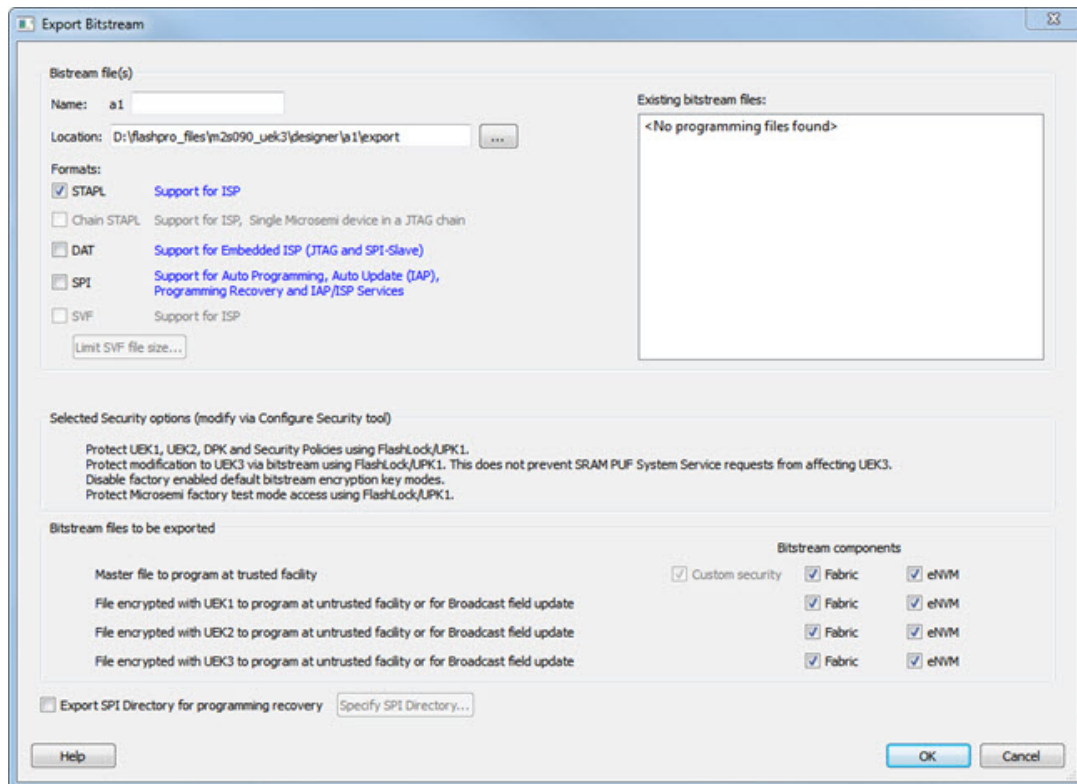 Export Bitstream
Bistream file(s)
Name: a1
Existing bitstream files:
<No programming files found>
Location: D:\flashpro_files\m2s090_uek3\designer\a1\export ...
Formats:
STAPL Support for ISP
Chain STAPL Support for ISP, Single Microsemi device in a JTAG chain
DAT Support for Embedded ISP (JTAG and SPI-Slave)
SPI Support for Auto Programming, Auto Update (IAP),
Programming Recovery and IAP/ISP Services
SVF Support for ISP
Limit SVF file size...
Selected Security options (modify via Configure Security tool)
Protect UEK1, UEK2, DPK and Security Policies using FlashLock/UPK1.
Protect modification to UEK3 via bitstream using FlashLock/UPK1. This does not prevent SRAM PUF System Service requests from affecting UEK3.
Disable factory enabled default bitstream encryption key modes.
Protect Microsemi factory test mode access using FlashLock/UPK1.
Bitstream files to be exported
Bitstream components
Master file to program at trusted facility Custom security Fabric eNVM
File encrypted with UEK1 to program at untrusted facility or for Broadcast field update Fabric eNVM
File encrypted with UEK2 to program at untrusted facility or for Broadcast field update Fabric eNVM
File encrypted with UEK3 to program at untrusted facility or for Broadcast field update Fabric eNVM
Export SPI Directory for programming recovery Specify SPI Directory...
Help OK Cancel